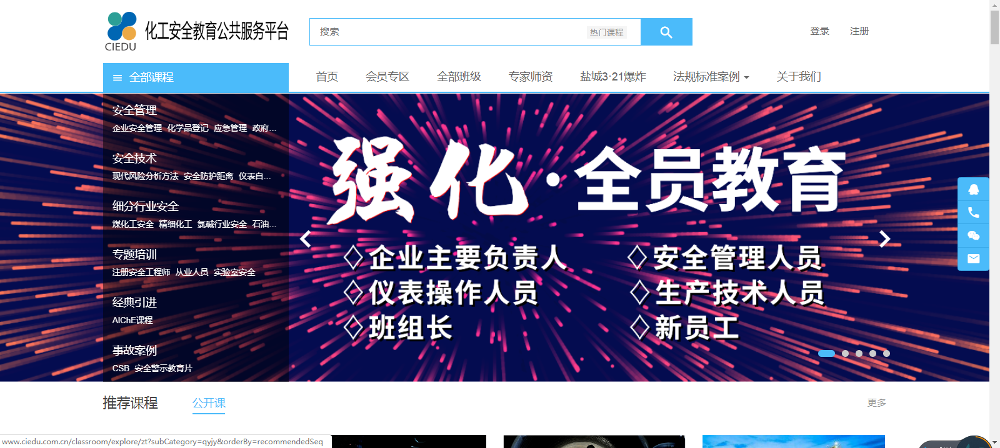 CIEDU
化工安全教育公共服务平台
搜索
热门课程
登录 注册
全部课程
首页 会员专区 全部班级 专家师资 盐城3·21爆炸 法规标准案例 关于我们
安全管理
企业安全管理 化学品登记 应急管理 政府...
安全技术
现代风险分析方法 安全防护距离 仪表自...
细分行业安全
煤化工安全 精细化工 氯碱行业安全 石油...
专题培训
注册安全工程师 从业人员 实验室安全
经典引进
AIChE课程
事故案例
CSB 安全警示教育片
强化·全员教育
◇企业主要负责人 ◇安全管理人员
◇仪表操作人员 ◇生产技术人员
◇班组长 ◇新员工
推荐课程 公开课 更多
www.ciedu.com.cn/classroom/explore/zt?subCategory=qyjy&orderBy=recommendedSeq